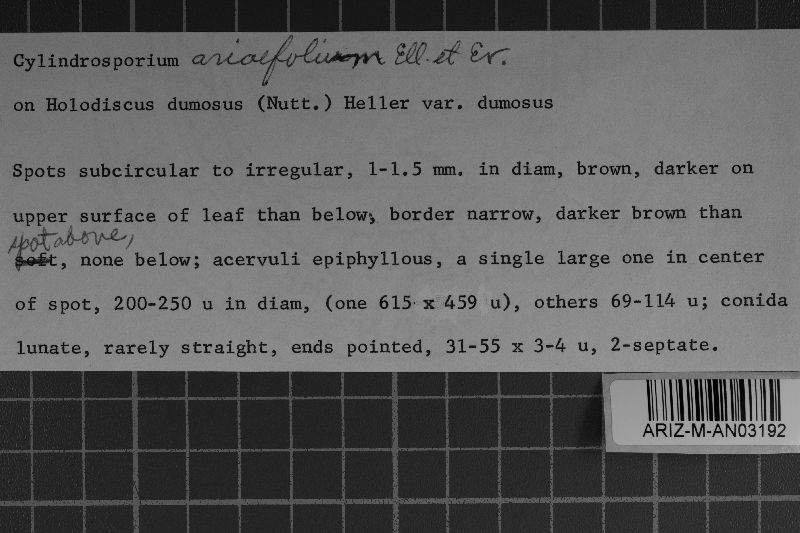 Cylindrosporium ariaefolium Ell. et Ev.
on Holodiscus dumosus (Nutt.) Heller var. dumosus
Spots subcircular to irregular, 1-1.5 mm. in diam, brown, darker on
upper surface of leaf than below; border narrow, darker brown than
spot above,
soft, none below; acervuli epiphyllous, a single large one in center
of spot, 200-250 u in diam, (one 615 x 459 u), others 69-114 u; conida
lunate, rarely straight, ends pointed, 31-55 x 3-4 u, 2-septate.
ARIZ-M-AN03192